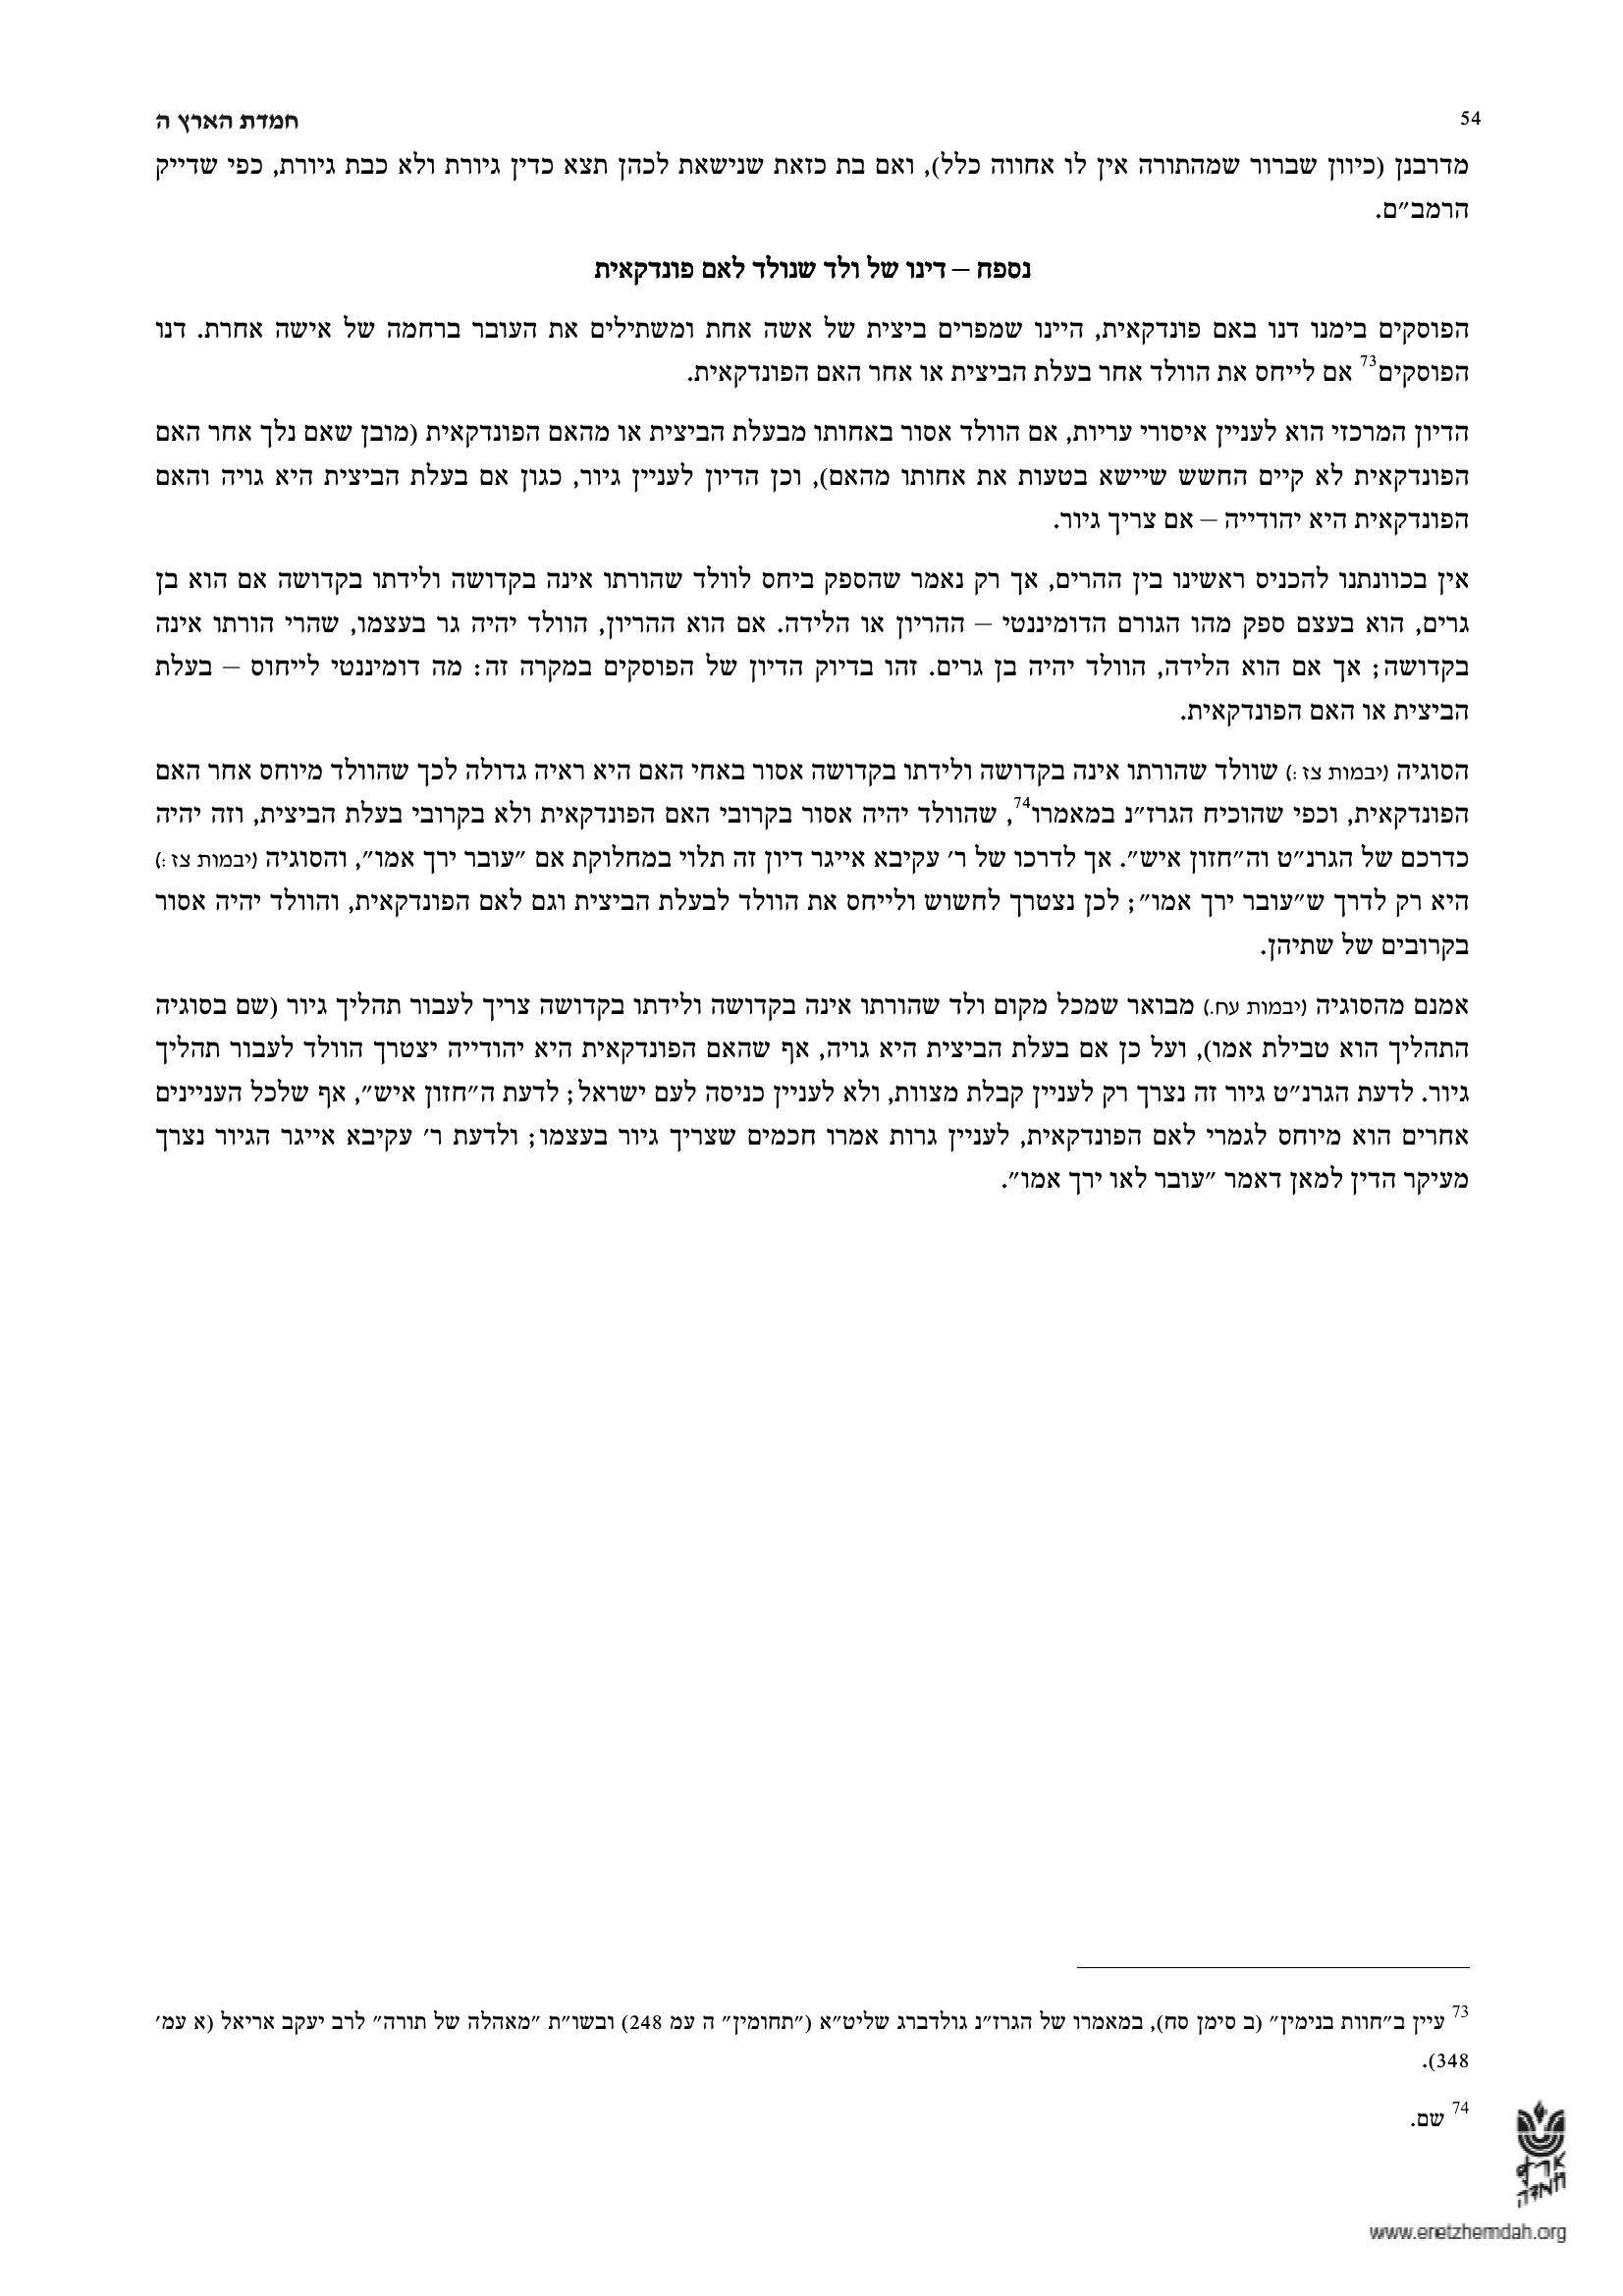 54
חמדת הארץ ה
מדרבנן (כיוון שברור שמהתורה אין לו אחווה כלל), ואם בת כזאת שנישאת לכהן תצא כדין גיורת ולא כבת גיורת, כפי שדייק
הרמב״ם.
נספח – דינו של ולד שנולד לאם פונדקאית
הפוסקים בימנו דנו באם פונדקאית, היינו שמפרים ביצית של אשה אחת ומשתילים את העובר ברחמה של אישה אחרת. דנו
הפוסקים73 אם לייחס את הוולד אחר בעלת הביצית או אחר האם הפונדקאית.
הדיון המרכזי הוא לעניין איסורי עריות, אם הוולד אסור באחותו מבעלת הביצית או מהאם הפונדקאית (מובן שאם נלך אחר האם
הפונדקאית לא קיים החשש שיישא בטעות את אחותו מהאם), וכן הדיון לעניין גיור, כגון אם בעלת הביצית היא גויה והאם
הפונדקאית היא יהודייה – אם צריך גיור.
אין בכוונתנו להכניס ראשינו בין ההרים, אך רק נאמר שהספק ביחס לוולד שהורתו אינה בקדושה ולידתו בקדושה אם הוא בן
גרים, הוא בעצם ספק מהו הגורם הדומיננטי – ההריון או הלידה. אם הוא ההריון, הוולד יהיה גר בעצמו, שהרי הורתו אינה
בקדושה; אך אם הוא הלידה, הוולד יהיה בן גרים. זהו בדיוק הדיון של הפוסקים במקרה זה: מה דומיננטי לייחוס – בעלת
הביצית או האם הפונדקאית.
הסוגיה (יבמות צז:) שוולד שהורתו אינה בקדושה ולידתו בקדושה אסור באחי האם היא ראיה גדולה לכך שהוולד מיוחס אחר האם
הפונדקאית, וכפי שהוכיח הגרז״נ במאמרו74, שהוולד יהיה אסור בקרובי האם הפונדקאית ולא בקרובי בעלת הביצית, וזה יהיה
כדרכם של הגרנ״ט וה״חזון איש״. אך לדרכו של ר׳ עקיבא אייגר דיון זה תלוי במחלוקת אם ״עובר ירך אמו״, והסוגיה (יבמות צז:)
היא רק לדרך ש״עובר ירך אמו״; לכן נצטרך לחשוש ולייחס את הוולד לבעלת הביצית וגם לאם הפונדקאית, והוולד יהיה אסור
בקרובים של שתיהן.
אמנם מהסוגיה (יבמות עח.) מבואר שמכל מקום ולד שהורתו אינה בקדושה ולידתו בקדושה צריך לעבור תהליך גיור (שם בסוגיה
התהליך הוא טבילת אמו), ועל כן אם בעלת הביצית היא גויה, אף שהאם הפונדקאית היא יהודייה יצטרך הוולד לעבור תהליך
גיור. לדעת הגרנ״ט גיור זה נצרך רק לעניין קבלת מצוות, ולא לעניין כניסה לעם ישראל; לדעת ה״חזון איש״, אף שלכל העניינים
אחרים הוא מיוחס לגמרי לאם הפונדקאית, לעניין גרות אמרו חכמים שצריך גיור בעצמו; ולדעת ר׳ עקיבא אייגר הגיור נצרך
מעיקר הדין למאן דאמר ״עובר לאו ירך אמו״.
73 עיין ב״חוות בנימין״ (ב סימן סח), במאמרו של הגרז״נ גולדברג שליט״א (״תחומין״ ה עמ 248) ובשו״ת ״מאהלה של תורה״ לרב יעקב אריאל (א עמ׳
348).
74 שם.
ארץ
חמדה
www.eretzhemdah.org